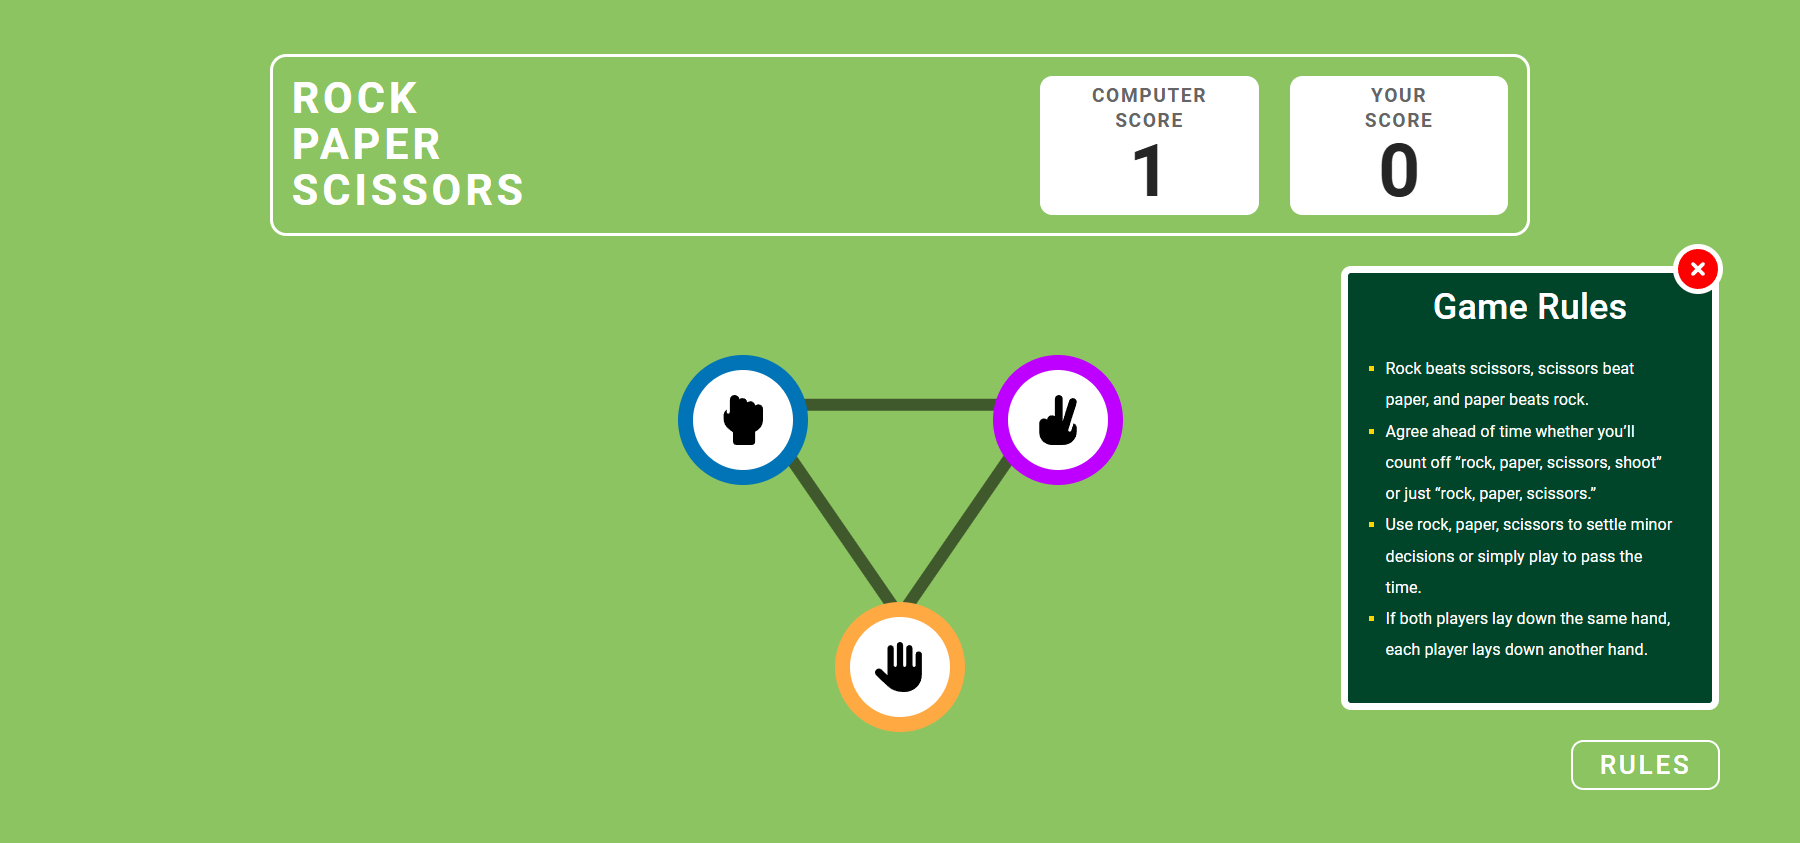 ROCK
PAPER
SCISSORS
COMPUTER
SCORE
1
YOUR
SCORE
0
Game Rules
Rock beats scissors, scissors beat
paper, and paper beats rock.
Agree ahead of time whether you’ll
count off “rock, paper, scissors, shoot”
or just “rock, paper, scissors.”
Use rock, paper, scissors to settle minor
decisions or simply play to pass the
time.
If both players lay down the same hand,
each player lays down another hand.
RULES